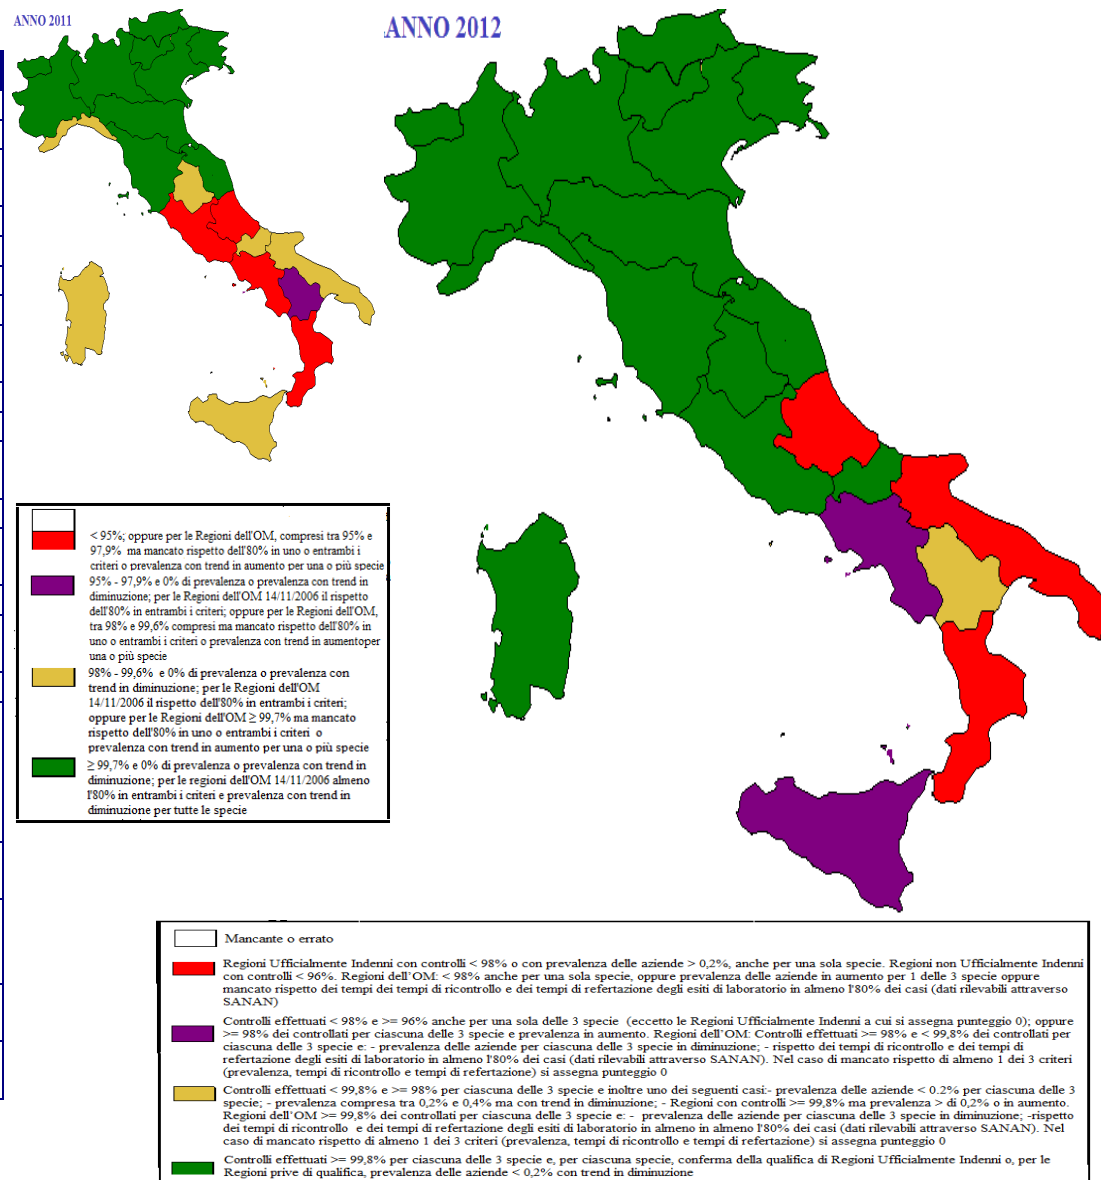 ANNO 2011
ANNO 2012
< 95%; oppure per le Regioni dell'OM, compresi tra 95% e
97,9% ma mancato rispetto dell'80% in uno o entrambi i
criteri o prevalenza con trend in aumento per una o più specie
95% - 97,9% e 0% di prevalenza o prevalenza con trend in
diminuzione; per le Regioni dell'OM 14/11/2006 il rispetto
dell'80% in entrambi i criteri; oppure per le Regioni dell'OM,
tra 98% e 99,6% compresi ma mancato rispetto dell'80% in
uno o entrambi i criteri o prevalenza con trend in aumentoper
una o più specie
98% - 99,6% e 0% di prevalenza o prevalenza con
trend in diminuzione; per le Regioni dell'OM
14/11/2006 il rispetto dell'80% in entrambi i criteri;
oppure per le Regioni dell'OM ≥ 99,7% ma mancato
rispetto dell'80% in uno o entrambi i criteri o
prevalenza con trend in aumento per una o più specie
≥ 99,7% e 0% di prevalenza o prevalenza con trend in
diminuzione; per le regioni dell'OM 14/11/2006 almeno
l'80% in entrambi i criteri e prevalenza con trend in
diminuzione per tutte le specie
Mancante o errato
Regioni Ufficialmente Indenni con controlli < 98% o con prevalenza delle aziende > 0,2%, anche per una sola specie. Regioni non Ufficialmente Indenni
con controlli < 96%. Regioni dell'OM: < 98% anche per una sola specie, oppure prevalenza delle aziende in aumento per 1 delle 3 specie oppure
mancato rispetto dei tempi dei tempi di ricontrollo e dei tempi di refertazione degli esiti di laboratorio in almeno l'80% dei casi (dati rilevabili attraverso
SANAN)
Controlli effettuati < 98% e >= 96% anche per una sola delle 3 specie (eccetto le Regioni Ufficialmente Indenni a cui si assegna punteggio 0); oppure
>= 98% dei controllati per ciascuna delle 3 specie e prevalenza in aumento. Regioni dell'OM: Controlli effettuati >= 98% e < 99,8% dei controllati per
ciascuna delle 3 specie e: - prevalenza delle aziende per ciascuna delle 3 specie in diminuzione; - rispetto dei tempi di ricontrollo e dei tempi di
refertazione degli esiti di laboratorio in almeno l'80% dei casi (dati rilevabili attraverso SANAN). Nel caso di mancato rispetto di almeno 1 dei 3 criteri
(prevalenza, tempi di ricontrollo e tempi di refertazione) si assegna punteggio 0
Controlli effettuati < 99,8% e >= 98% per ciascuna delle 3 specie e inoltre uno dei seguenti casi:- prevalenza delle aziende < 0.2% per ciascuna delle 3
specie; - prevalenza compresa tra 0,2% e 0,4% ma con trend in diminuzione; - Regioni con controlli >= 99,8% ma prevalenza > di 0,2% o in aumento.
Regioni dell'OM >= 99,8% dei controllati per ciascuna delle 3 specie e: - prevalenza delle aziende per ciascuna delle 3 specie in diminuzione; -rispetto
dei tempi di ricontrollo e dei tempi di refertazione degli esiti di laboratorio in almeno in almeno l'80% dei casi (dati rilevabili attraverso SANAN). Nel
caso di mancato rispetto di almeno 1 dei 3 criteri (prevalenza, tempi di ricontrollo e tempi di refertazione) si assegna punteggio 0
Controlli effettuati >= 99,8% per ciascuna delle 3 specie e, per ciascuna specie, conferma della qualifica di Regioni Ufficialmente Indenni o, per le
Regioni prive di qualifica, prevalenza delle aziende < 0,2% con trend in diminuzione